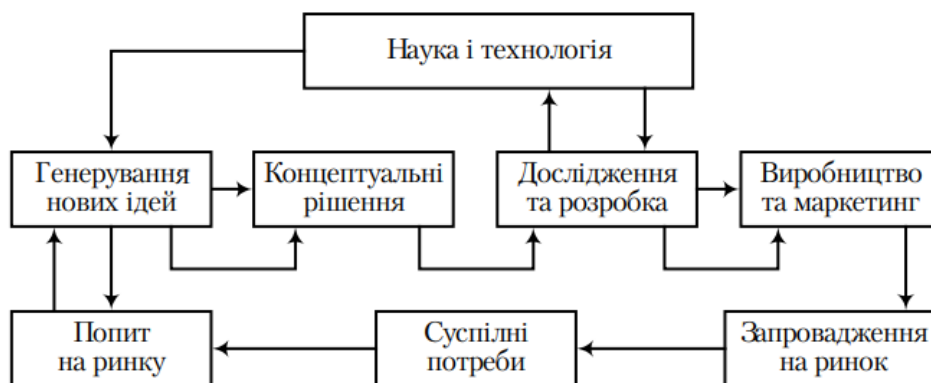 Наука і технологія
Генерування
нових ідей
Концептуальні
рішення
Дослідження
та розробка
Виробництво
та маркетинг
Попит
на ринку
Суспілні
потреби
Запровадження
на ринок